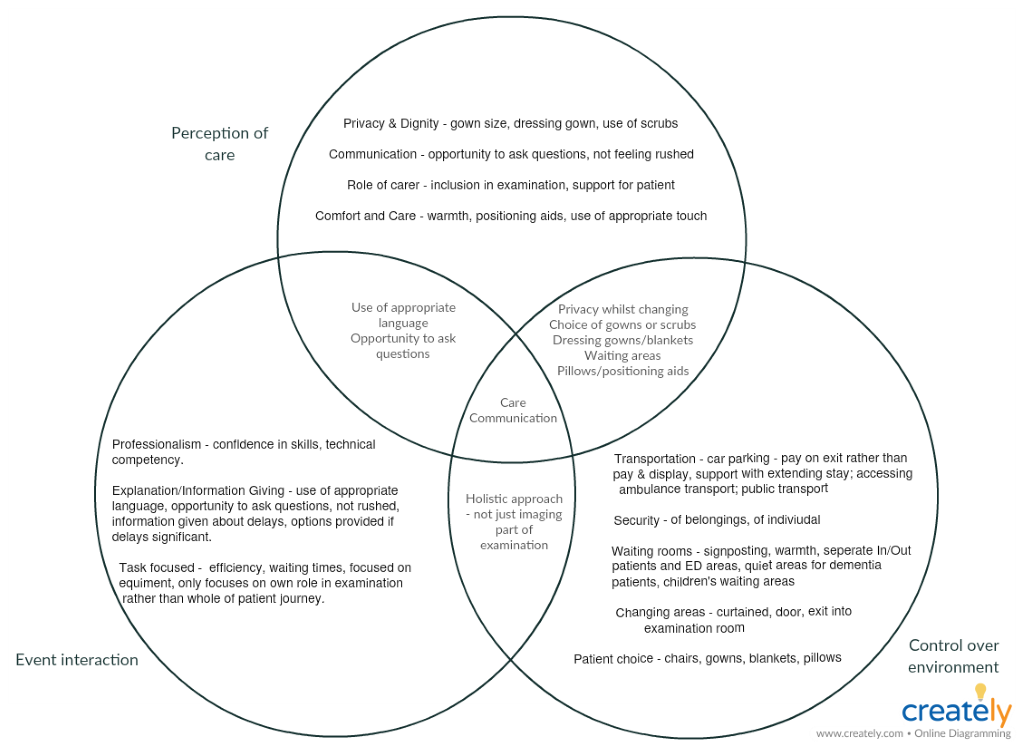 Perception of
care
Privacy & Dignity - gown size, dressing gown, use of scrubs
Communication - opportunity to ask questions, not feeling rushed
Role of carer - inclusion in examination, support for patient
Comfort and Care - warmth, positioning aids, use of appropriate touch
Use of appropriate
language
Opportunity to ask
questions
Privacy whilst changing
Choice of gowns or scrubs
Dressing gowns/blankets
Waiting areas
Pillows/positioning aids
Care
Communication
Professionalism - confidence in skills, technical
competency.
Explanation/Information Giving - use of appropriate
language, opportunity to ask questions, not rushed,
information given about delays, options provided if
delays significant.
Task focused - efficiency, waiting times, focused on
equiment, only focuses on own role in examination
rather than whole of patient journey.
Holistic approach
- not just imaging
part of
examination
Transportation - car parking - pay on exit rather than
pay & display, support with extending stay; accessing
ambulance transport; public transport
Security - of belongings, of indiviudal
Waiting rooms - signposting, warmth, seperate In/Out
patients and ED areas, quiet areas for dementia
patients, children's waiting areas
Changing areas - curtained, door, exit into
examination room
Patient choice - chairs, gowns, blankets, pillows
Event interaction
Control over
environment
creately
www.creately.com • Online Diagramming